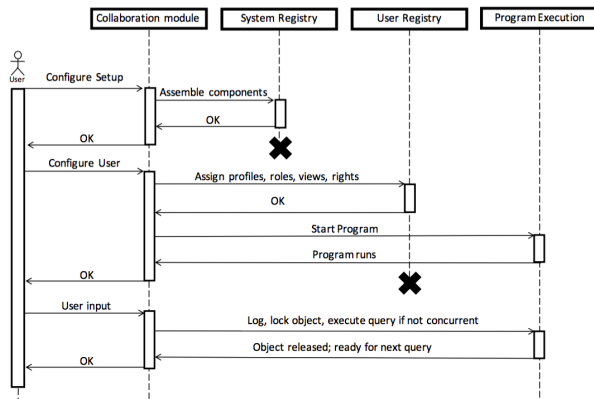 Collaboration module
System Registry
User Registry
Program Execution
User
Configure Setup
Assemble components
OK
OK
Configure User
Assign profiles, roles, views, rights
OK
Start Program
Program runs
OK
User input
Log, lock object, execute query if not concurrent
Object released; ready for next query
OK